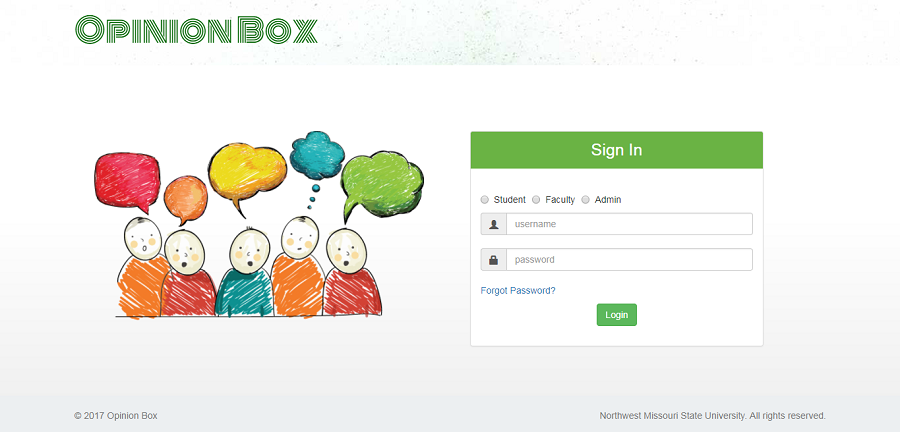 OPINION BOX
Sign In
Student Faculty Admin
username
password
Forgot Password?
Login
© 2017 Opinion Box
Northwest Missouri State University. All rights reserved.